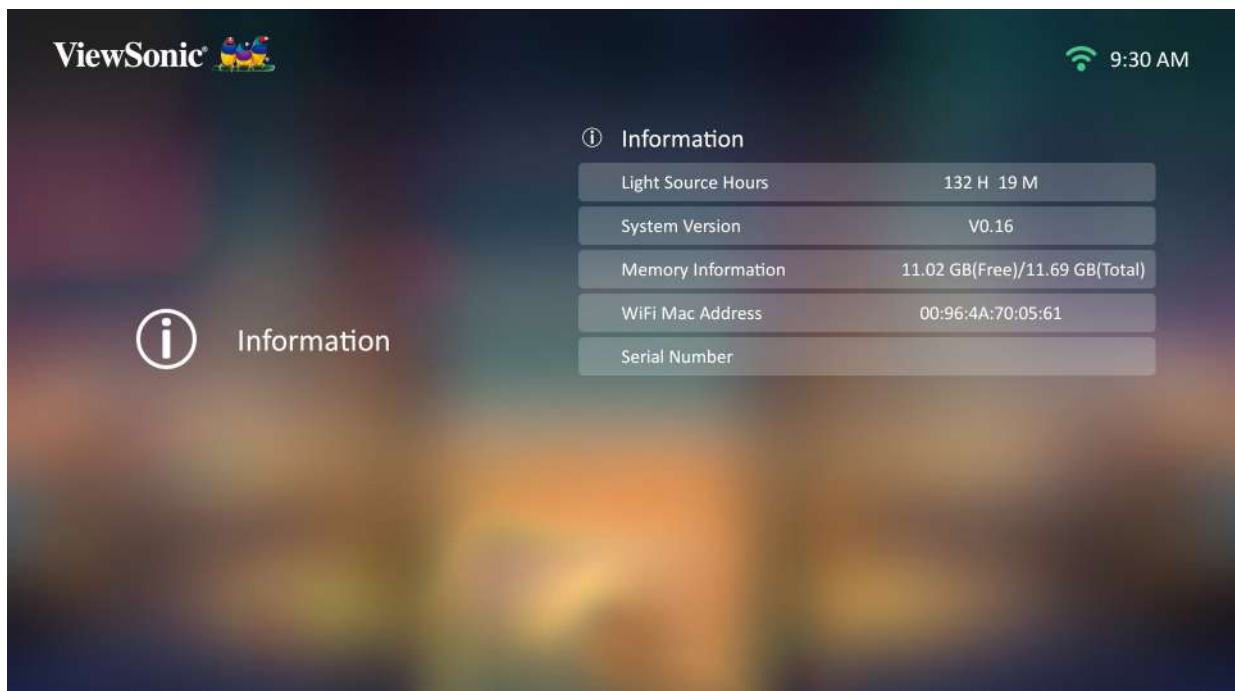 ViewSonic®
9:30 AM
Information
Light Source Hours 132 H 19 M
System Version V0.16
Memory Information 11.02 GB(Free)/11.69 GB(Total)
WiFi Mac Address 00:96:4A:70:05:61
Serial Number
Information